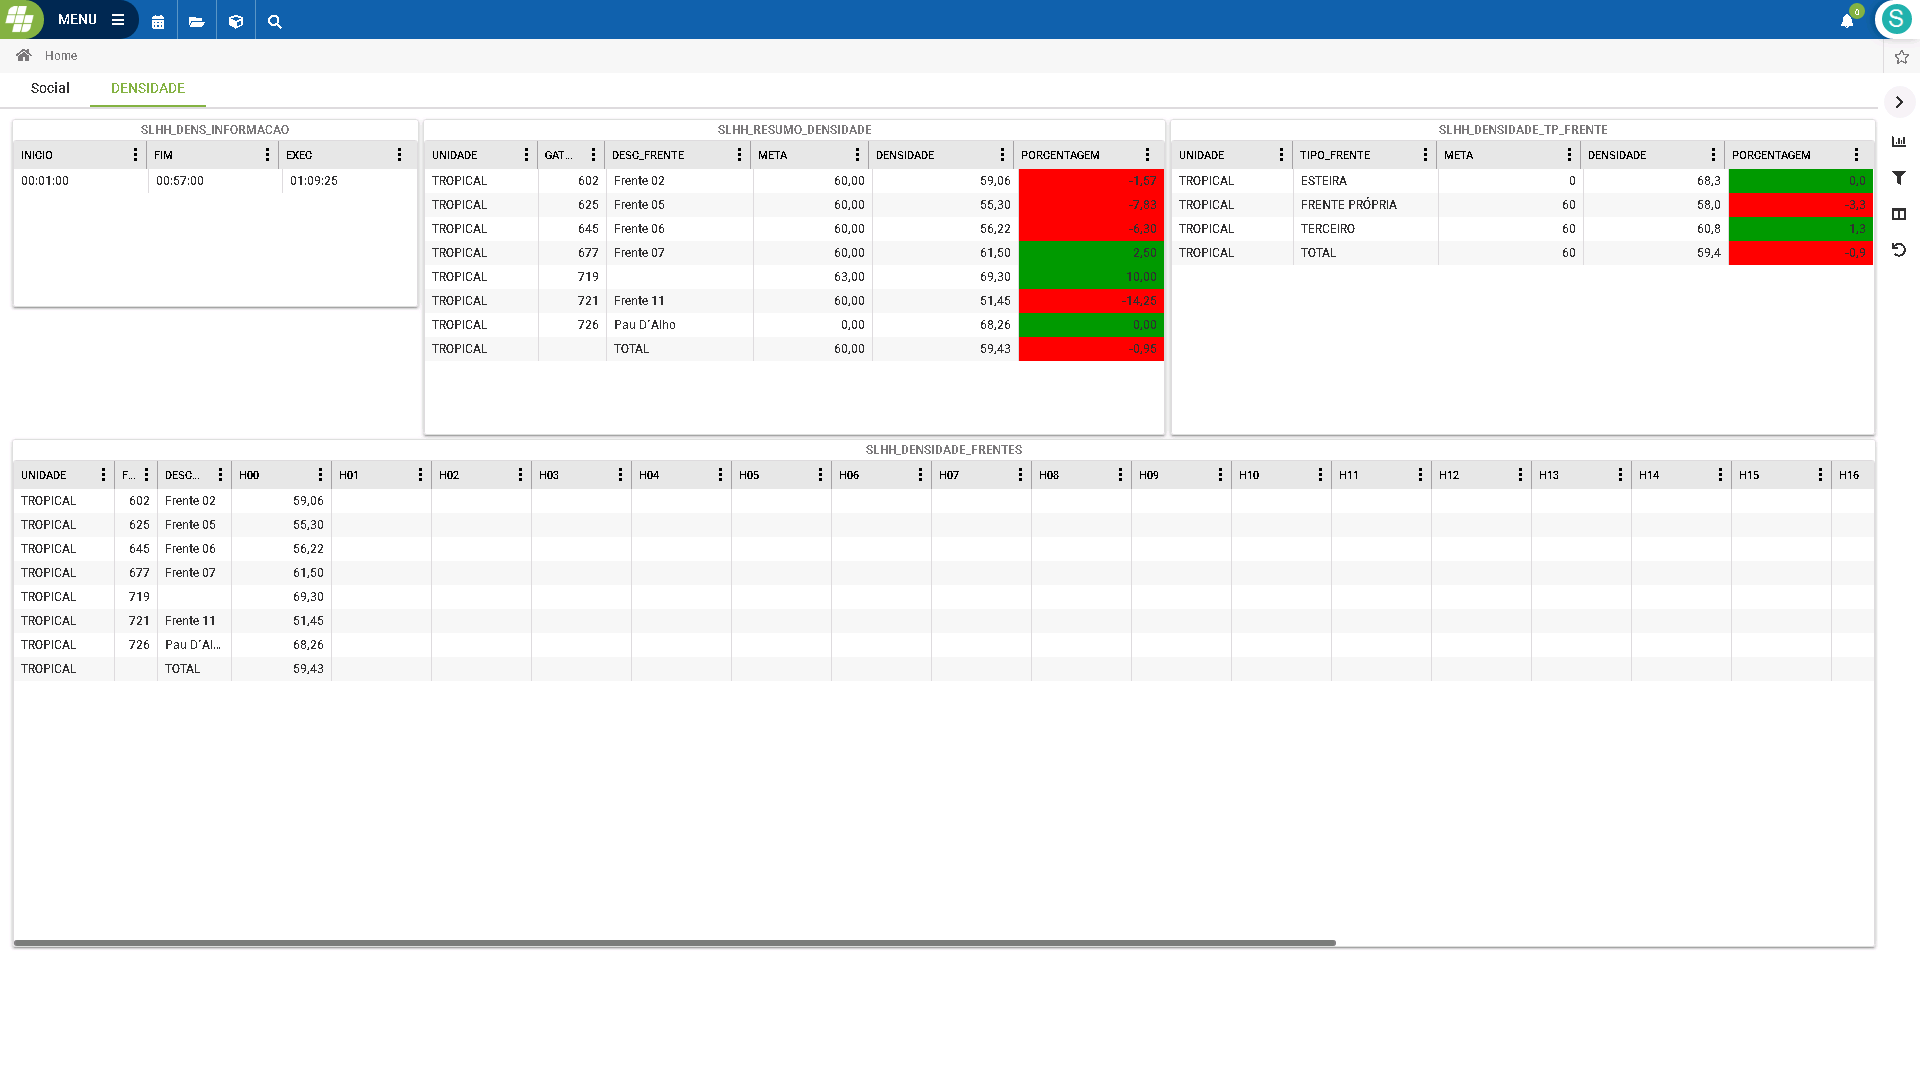 MENU
0
S
Home
Social DENSIDADE
SLHH_DENS_INFORMACAO
INICIO FIM EXEC
00:01:00 00:57:00 01:09:25
SLHH_RESUMO_DENSIDADE
UNIDADE GAT... DESC_FRENTE META DENSIDADE PORCENTAGEM
TROPICAL 602 Frente 02 60,00 59,06 -1,57
TROPICAL 625 Frente 05 60,00 55,30 -7,83
TROPICAL 645 Frente 06 60,00 56,22 -6,30
TROPICAL 677 Frente 07 60,00 61,50 2,50
TROPICAL 719 63,00 69,30 10,00
TROPICAL 721 Frente 11 60,00 51,45 -14,25
TROPICAL 726 Pau D´Alho 0,00 68,26 0,00
TROPICAL TOTAL 60,00 59,43 -0,95
SLHH_DENSIDADE_TP_FRENTE
UNIDADE TIPO_FRENTE META DENSIDADE PORCENTAGEM
TROPICAL ESTEIRA 0 68,3 0,0
TROPICAL FRENTE PRÓPRIA 60 58,0 -3,3
TROPICAL TERCEIRO 60 60,8 1,3
TROPICAL TOTAL 60 59,4 -0,9
SLHH_DENSIDADE_FRENTES
UNIDADE F... DESC... H00 H01 H02 H03 H04 H05 H06 H07 H08 H09 H10 H11 H12 H13 H14 H15 H16
TROPICAL 602 Frente 02 59,06
TROPICAL 625 Frente 05 55,30
TROPICAL 645 Frente 06 56,22
TROPICAL 677 Frente 07 61,50
TROPICAL 719 69,30
TROPICAL 721 Frente 11 51,45
TROPICAL 726 Pau D´Al... 68,26
TROPICAL TOTAL 59,43